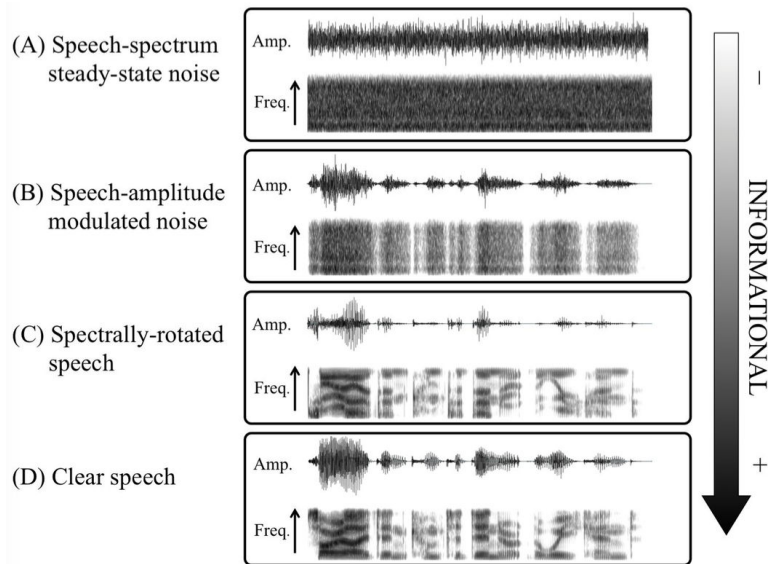 (A) Speech-spectrum
steady-state noise
Amp.
Freq.
(B) Speech-amplitude
modulated noise
Amp.
Freq.
(C) Spectrally-rotated
speech
Amp.
Freq.
(D) Clear speech
Amp.
Freq.
–
INFORMATIONAL
+